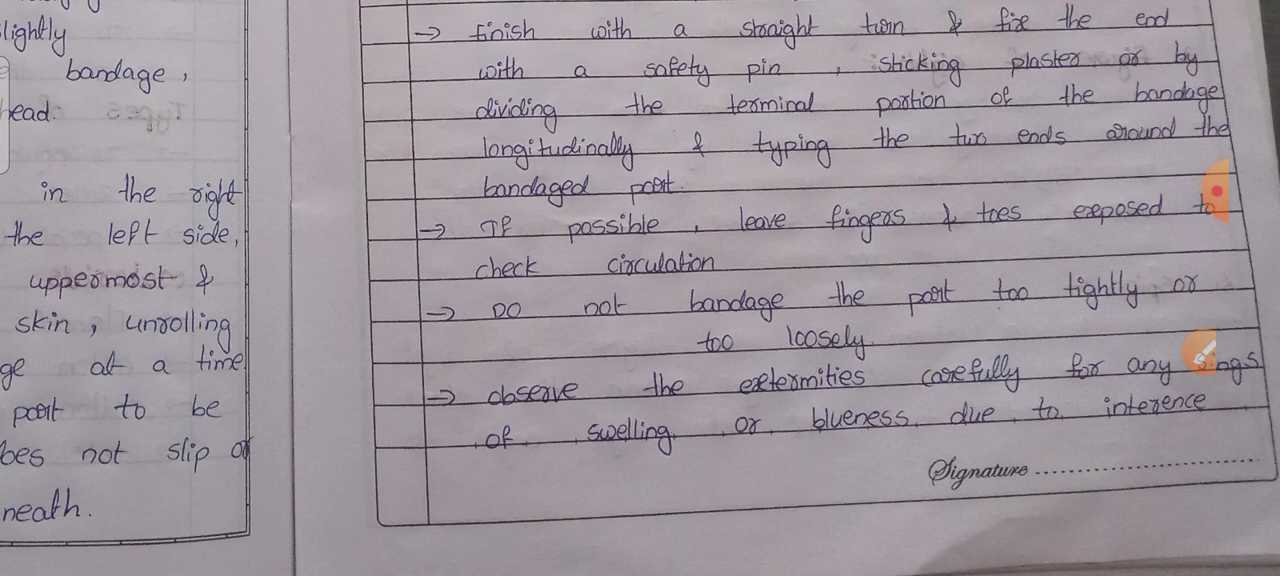 lightly
bandage,
head.
in the right
the left side,
uppermost &
skin, unrolling
ge at a time
part to be
oes not slip or
neath.
→ finish with a straight turn & fix the end
with a safety pin, sticking plaster or by
dividing the terminal portion of the bandage
longitudinally & typing the two ends around the
bandaged part.
→ If possible, leave fingers & toes exposed to
check circulation
→ Do not bandage the part too tightly or
too loosely.
→ observe the extermities carefully for any sings
of swelling or blueness due to interence
Signature